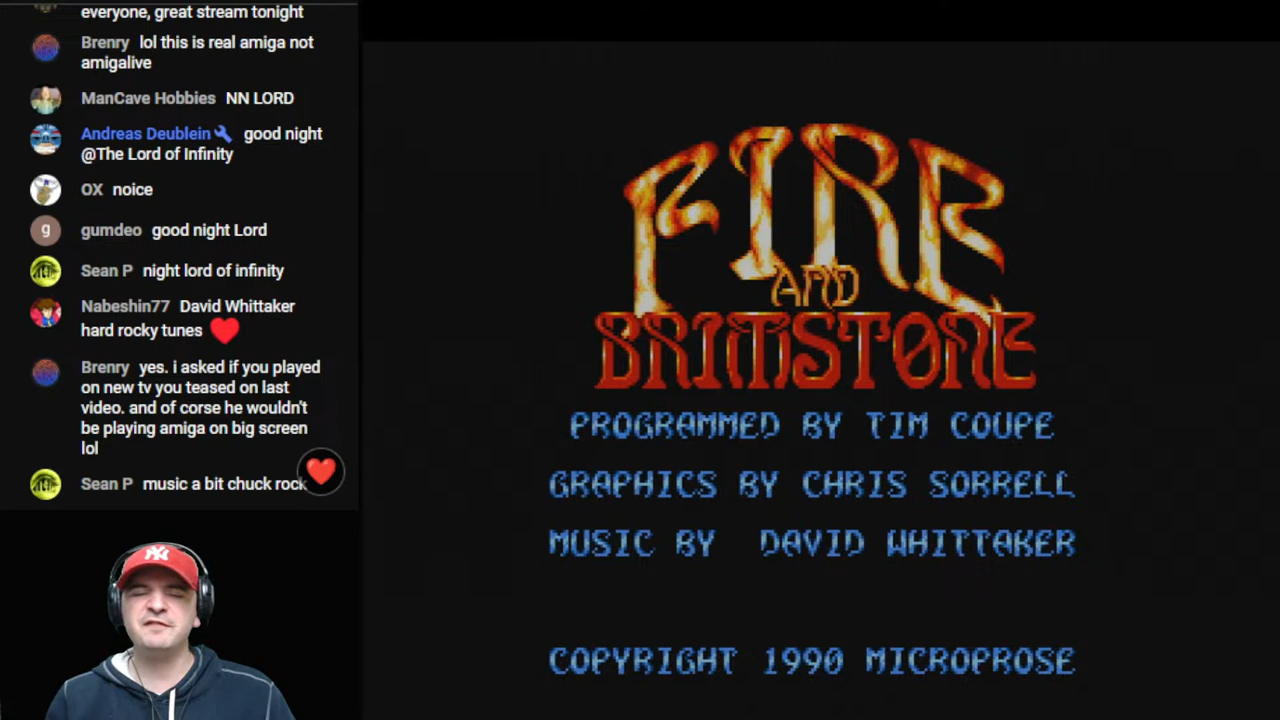 everyone, great stream tonight
Brenry lol this is real amiga not
amigalive
ManCave Hobbies NN LORD
Andreas Deublein good night
@The Lord of Infinity
OX noice
g gumdeo good night Lord
Sean P night lord of infinity
Nabeshin77 David Whittaker
hard rocky tunes
Brenry yes. i asked if you played
on new tv you teased on last
video. and of corse he wouldn't
be playing amiga on big screen
lol
Sean P music a bit chuck rock
NY
FIRE
AND
BRIMSTONE
PROGRAMMED BY TIM COUPE
GRAPHICS BY CHRIS SORRELL
MUSIC BY DAVID WHITTAKER
COPYRIGHT 1990 MICROPROSE